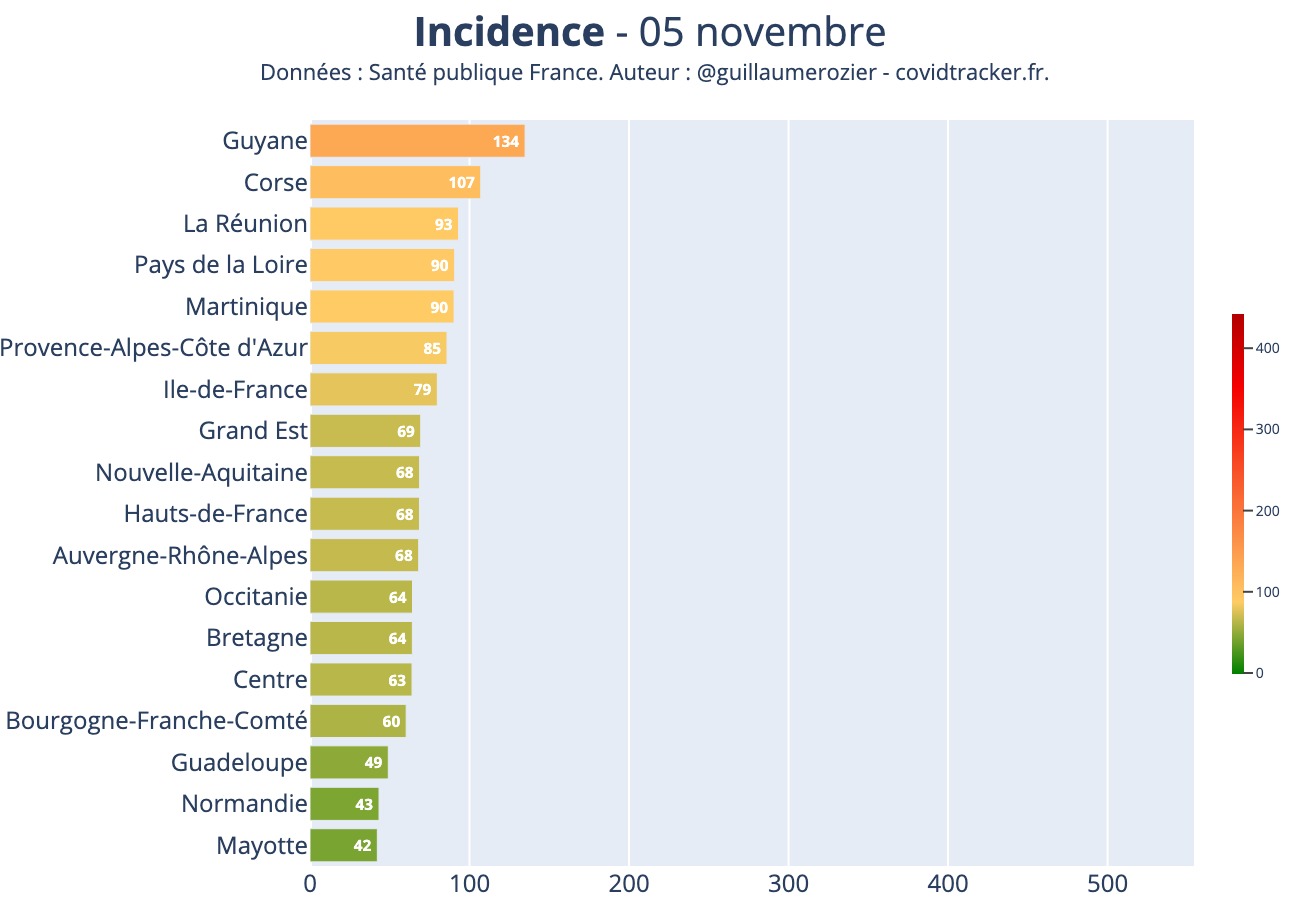 Incidence - 05 novembre
Données : Santé publique France. Auteur : @guillaumerozier - covidtracker.fr.
Guyane 134
Corse 107
La Réunion 93
Pays de la Loire 90
Martinique 90
Provence-Alpes-Côte d'Azur 85
Ile-de-France 79
Grand Est 69
Nouvelle-Aquitaine 68
Hauts-de-France 68
Auvergne-Rhône-Alpes 68
Occitanie 64
Bretagne 64
Centre 63
Bourgogne-Franche-Comté 60
Guadeloupe 49
Normandie 43
Mayotte 42
0 100 200 300 400 500
400
300
200
100
0